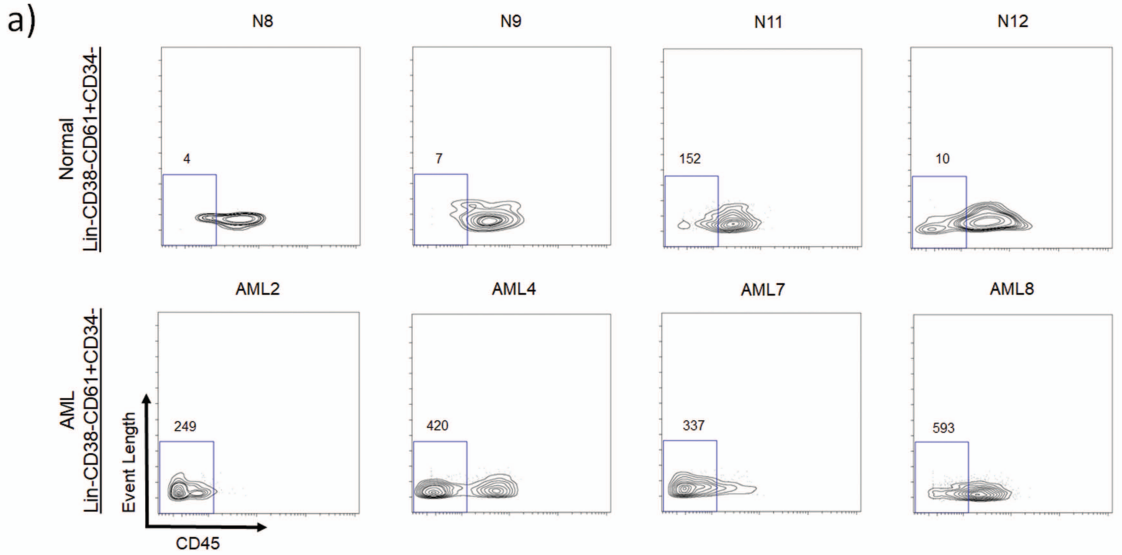 a)
N8
N9
N11
N12
Normal
Lin-CD38-CD61+CD34-
4
7
152
10
AML2
AML4
AML7
AML8
AML
Lin-CD38-CD61+CD34-
249
420
337
593
Event Length
CD45